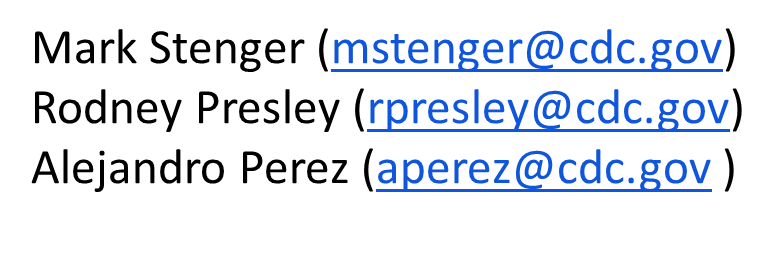 Mark Stenger (mstenger@cdc.gov)
Rodney Presley (rpresley@cdc.gov)
Alejandro Perez (aperez@cdc.gov )